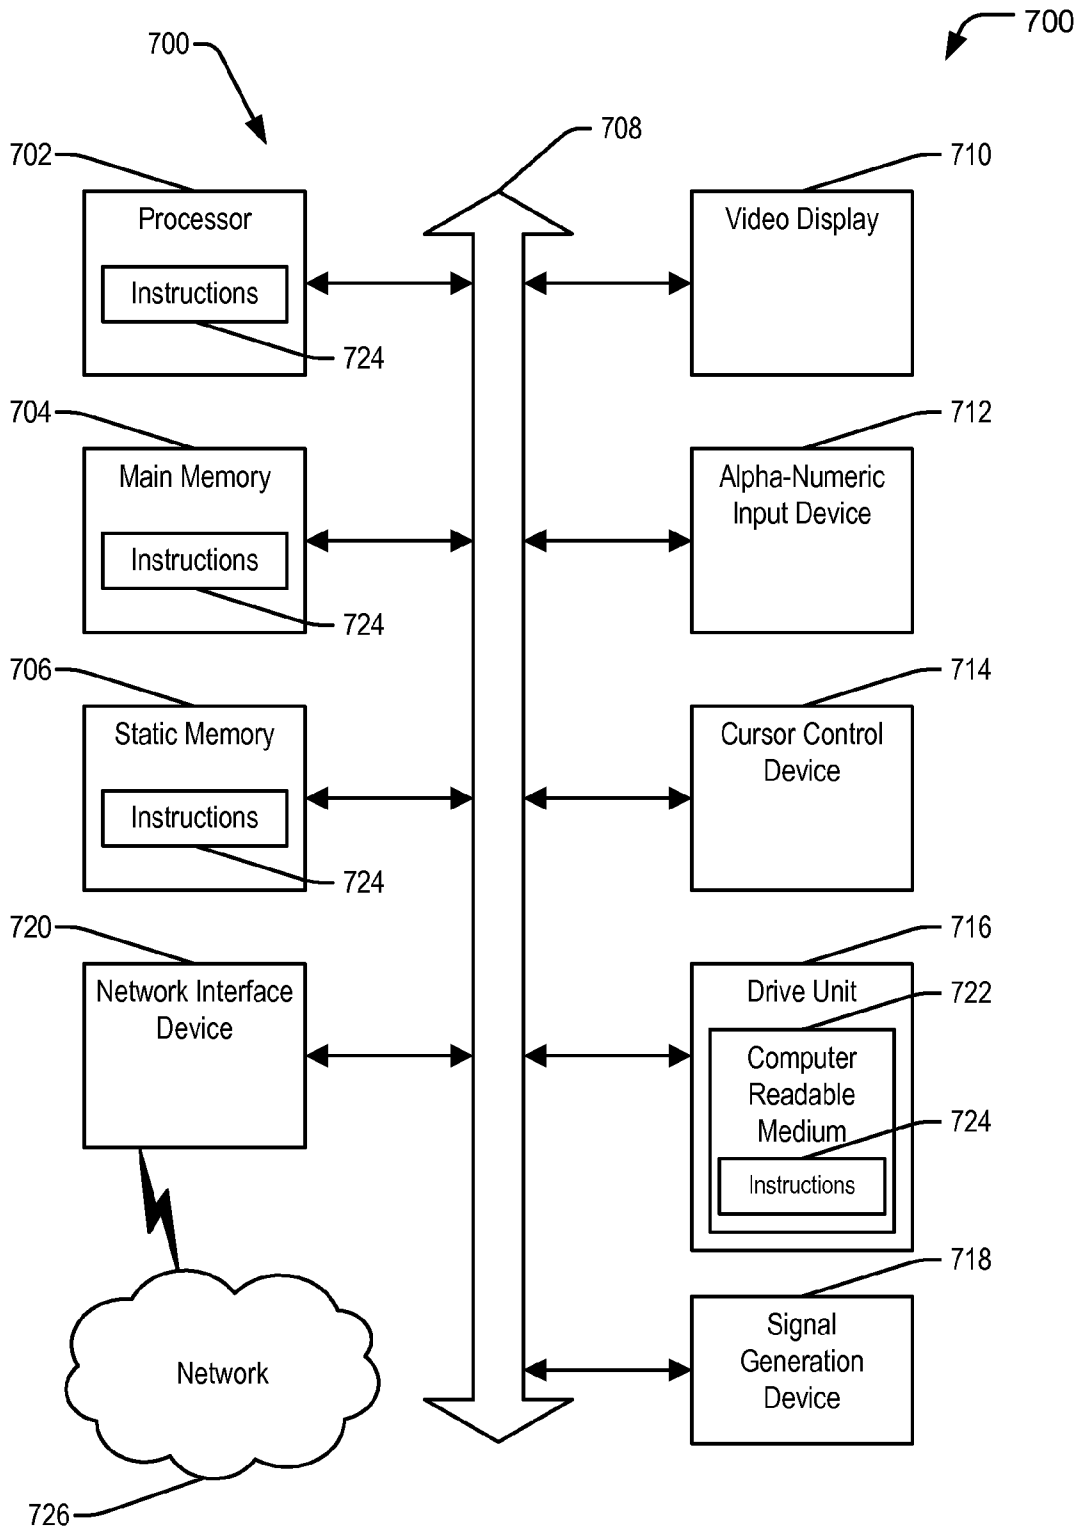 700
700
708
702
Processor
Instructions
724
710
Video Display
704
Main Memory
Instructions
724
712
Alpha-Numeric
Input Device
706
Static Memory
Instructions
724
714
Cursor Control
Device
720
Network Interface
Device
716
Drive Unit
722
Computer
Readable
Medium
724
Instructions
718
Signal
Generation
Device
Network
726